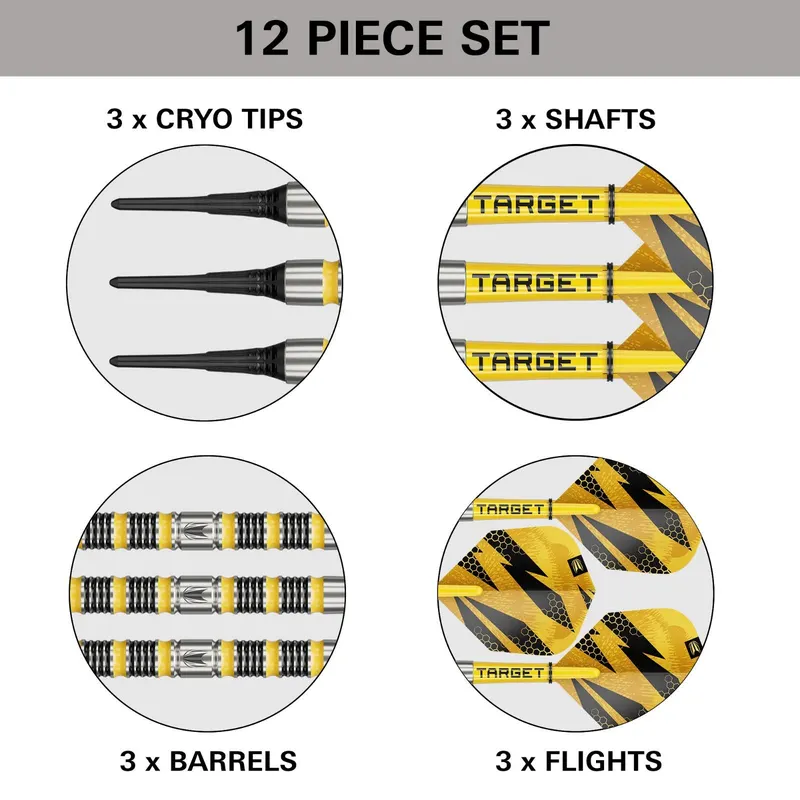 12 PIECE SET
3 x CRYO TIPS
3 x SHAFTS
TARGET
TARGET
TARGET
TARGET
TARGET
3 x BARRELS
3 x FLIGHTS